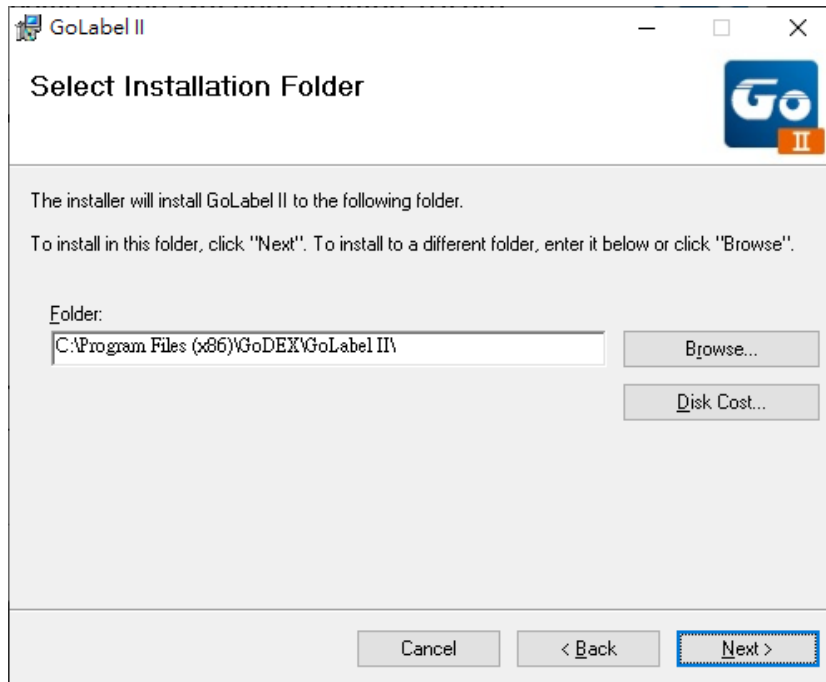 GoLabel II
Select Installation Folder
Go
II
The installer will install GoLabel II to the following folder.
To install in this folder, click "Next". To install to a different folder, enter it below or click "Browse".
Folder:
C:\Program Files (x86)\GoDEX\GoLabel II\
Browse...
Disk Cost...
Cancel
< Back
Next >